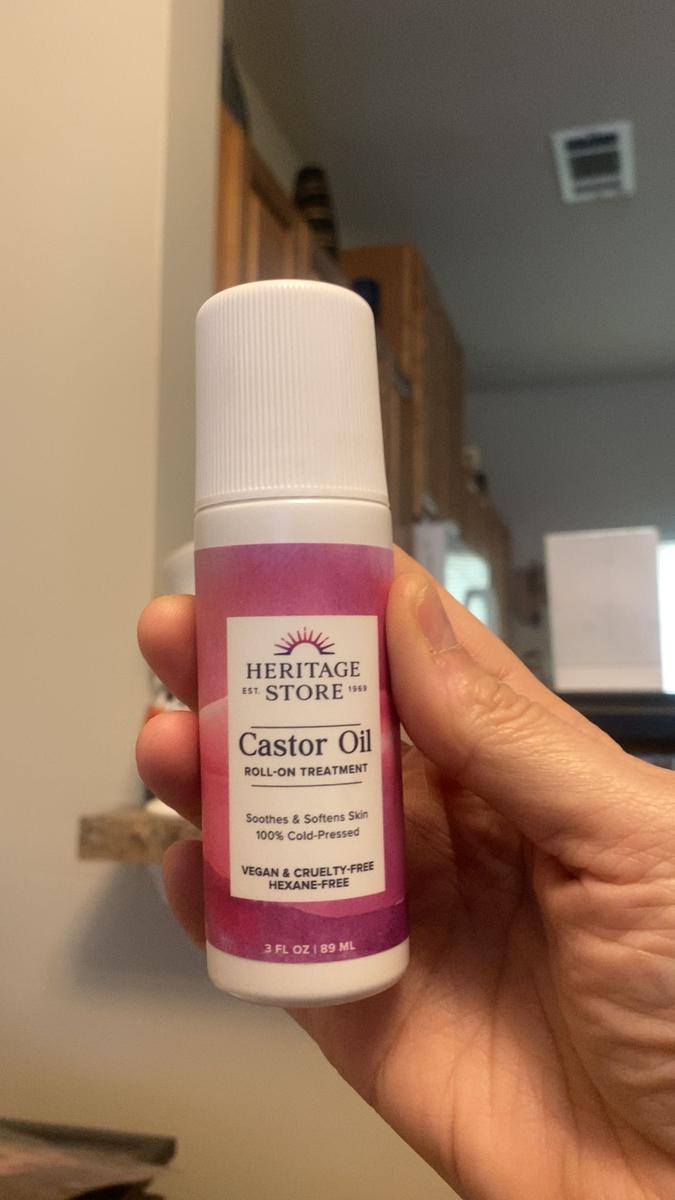 HERITAGE
EST. STORE 1969
Castor Oil
ROLL-ON TREATMENT
Soothes & Softens Skin
100% Cold-Pressed
VEGAN & CRUELTY-FREE
HEXANE-FREE
3 FL OZ | 89 ML